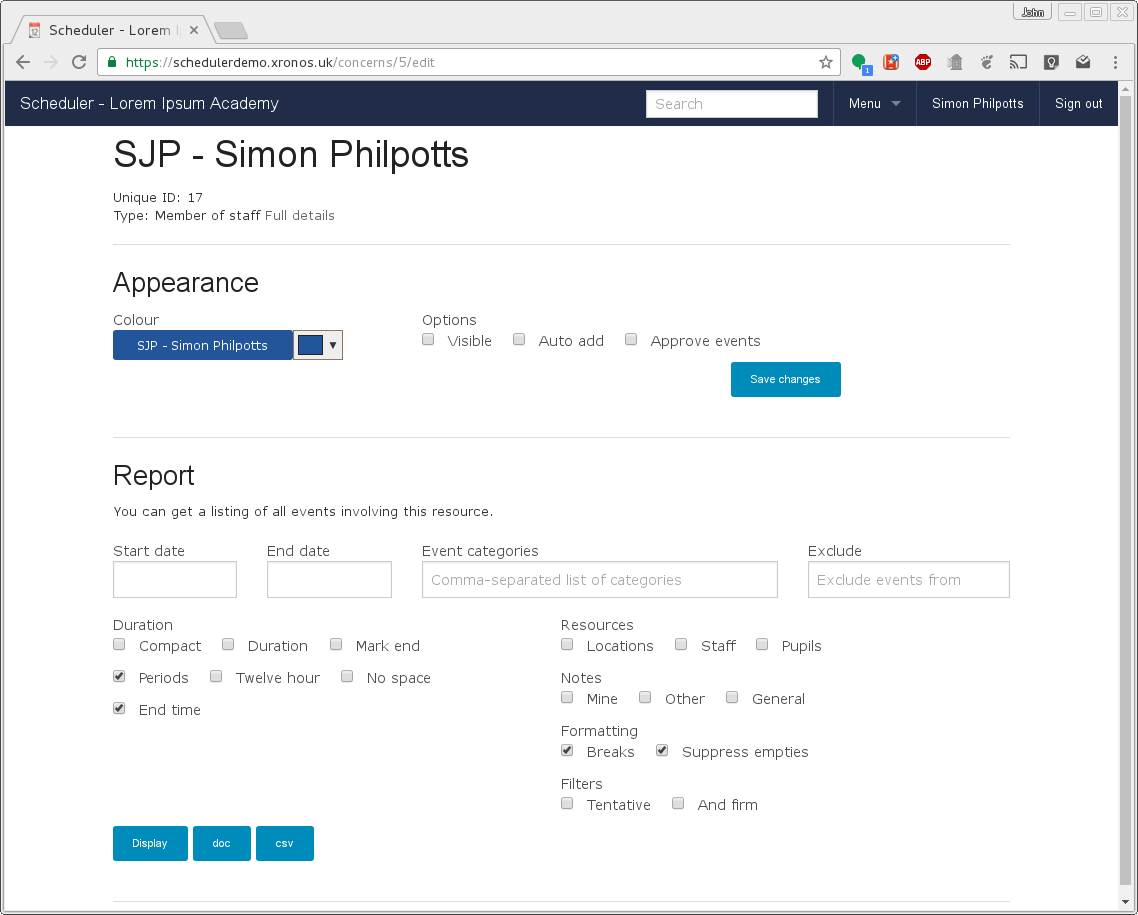 John
Scheduler - Lorem
https://schedulerdemo.xronos.uk/concerns/5/edit
1
ABP
Scheduler - Lorem Ipsum Academy
Search
Menu
Simon Philpotts
Sign out
SJP - Simon Philpotts
Unique ID: 17
Type: Member of staff Full details
Appearance
Colour
Options
SJP - Simon Philpotts
Visible
Auto add
Approve events
Save changes
Report
You can get a listing of all events involving this resource.
Start date
End date
Event categories
Exclude
Comma-separated list of categories
Exclude events from
Duration
Compact
Duration
Mark end
Periods
Twelve hour
No space
End time
Resources
Locations
Staff
Pupils
Notes
Mine
Other
General
Formatting
Breaks
Suppress empties
Filters
Tentative
And firm
Display
doc
csv